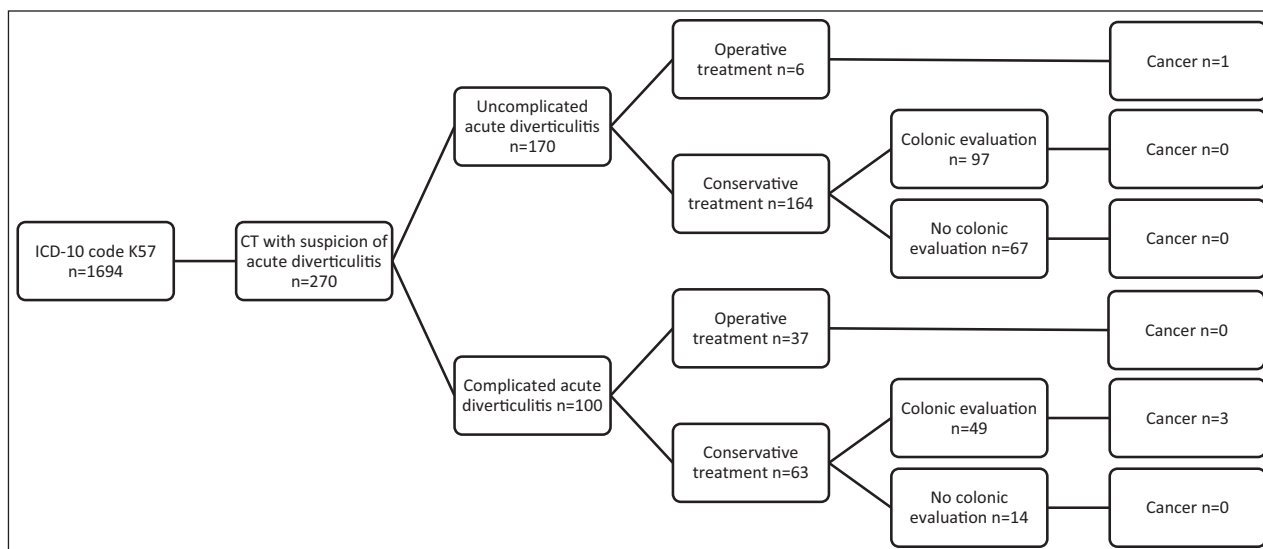 ICD-10 code K57
n=1694
CT with suspicion of
acute diverticulitis
n=270
Uncomplicated
acute diverticulitis
n=170
Operative
treatment n=6
Cancer n=1
Conservative
treatment n=164
Colonic evaluation
n= 97
Cancer n=0
No colonic
evaluation n=67
Cancer n=0
Complicated acute
diverticulitis n=100
Operative
treatment n=37
Cancer n=0
Conservative
treatment n=63
Colonic evaluation
n=49
Cancer n=3
No colonic
evaluation n=14
Cancer n=0